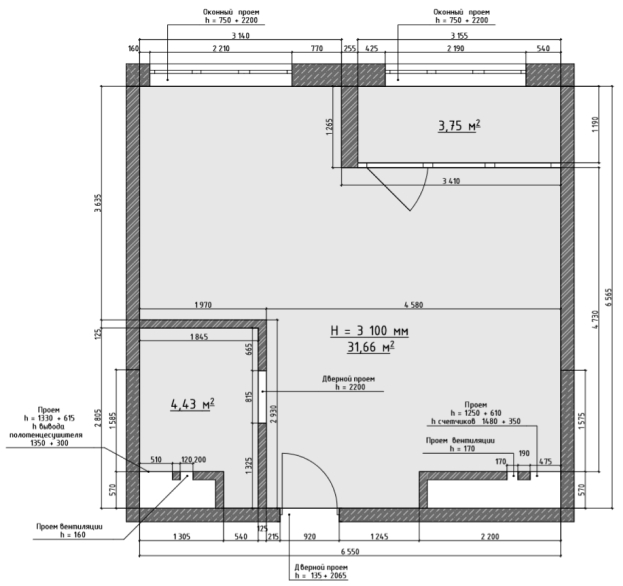 Оконный проем
h = 750 + 2200
Оконный проем
h = 750 + 2200
3 140
3 155
160
2 210
770
255
425
2 190
540
1 265
3,75 м2
1 190
3 410
3 635
6 565
4 730
1 970
4 580
H = 3 100 мм
31,66 м2
125
1 845
665
Дверной проем
h = 2200
815
2 930
4,43 м2
2 805
1 585
1 575
Проем
h = 1330 + 615
h вывода
полотенцесушителя
1350 + 300
Проем
h = 1250 + 610
h счетчиков 1480 + 350
Проем вентиляции
h = 170
1 325
510
120,200
170
190
475
570
570
Проем вентиляции
h = 160
125
1 305
540
215
920
1 245
2 200
6 550
Дверной проем
h = 135 + 2065